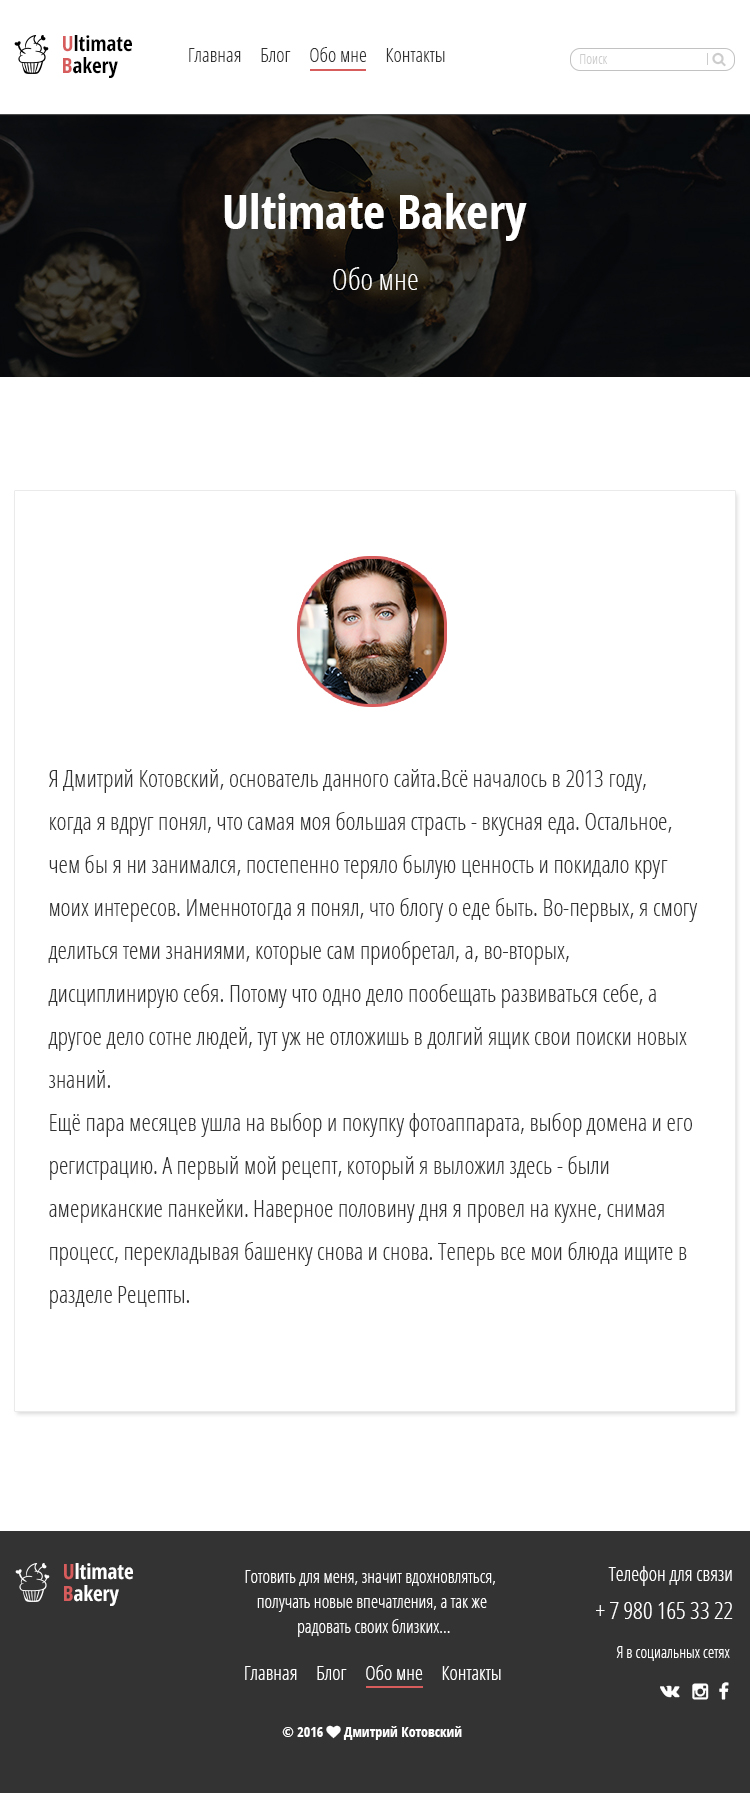 Ultimate
Bakery
Главная Блог Обо мне Контакты
Поиск
Ultimate Bakery
Обо мне
Я Дмитрий Котовский, основатель данного сайта.Всё началось в 2013 году,
когда я вдруг понял, что самая моя большая страсть - вкусная еда. Остальное,
чем бы я ни занимался, постепенно теряло былую ценность и покидало круг
моих интересов. Именнотогда я понял, что блогу о еде быть. Во-первых, я смогу
делиться теми знаниями, которые сам приобретал, а, во-вторых,
дисциплинирую себя. Потому что одно дело пообещать развиваться себе, а
другое дело сотне людей, тут уж не отложишь в долгий ящик свои поиски новых
знаний.
Ещё пара месяцев ушла на выбор и покупку фотоаппарата, выбор домена и его
регистрацию. А первый мой рецепт, который я выложил здесь - были
американские панкейки. Наверное половину дня я провел на кухне, снимая
процесс, перекладывая башенку снова и снова. Теперь все мои блюда ищите в
разделе Рецепты.
Ultimate
Bakery
Готовить для меня, значит вдохновляться,
получать новые впечатления, а так же
радовать своих близких...
Главная Блог Обо мне Контакты
© 2016 ♥ Дмитрий Котовский
Телефон для связи
+ 7 980 165 33 22
Я в социальных сетях